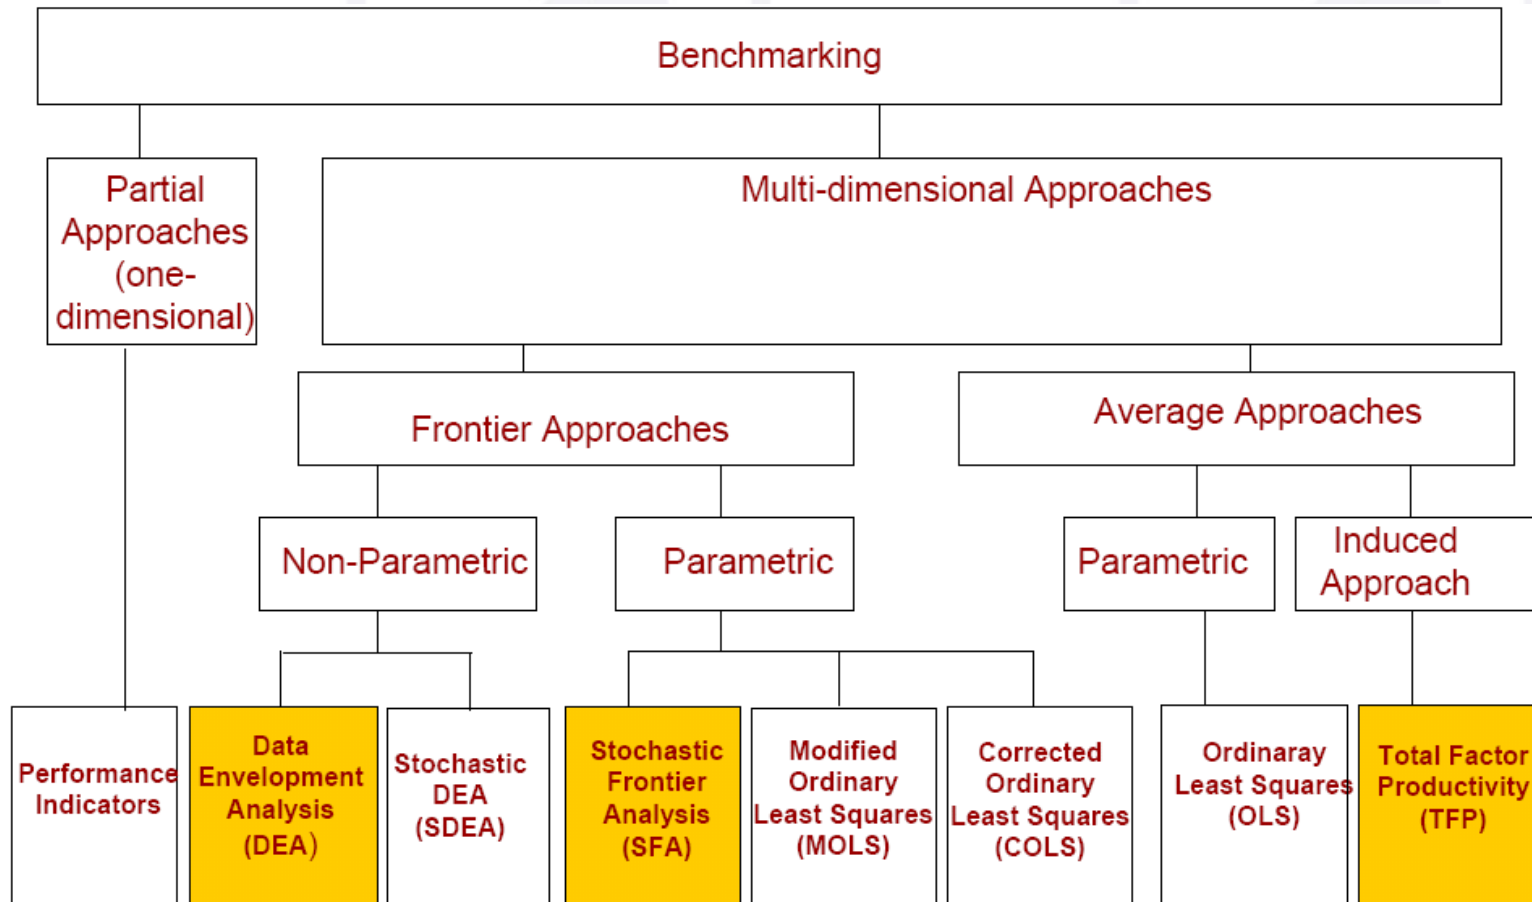 Benchmarking
Partial
Approaches
(one-
dimensional)
Multi-dimensional Approaches
Frontier Approaches
Average Approaches
Non-Parametric
Parametric
Parametric
Induced
Approach
Performance
Indicators
Data
Envelopment
Analysis
(DEA)
Stochastic
DEA
(SDEA)
Stochastic
Frontier
Analysis
(SFA)
Modified
Ordinary
Least Squares
(MOLS)
Corrected
Ordinary
Least Squares
(COLS)
Ordinaray
Least Squares
(OLS)
Total Factor
Productivity
(TFP)